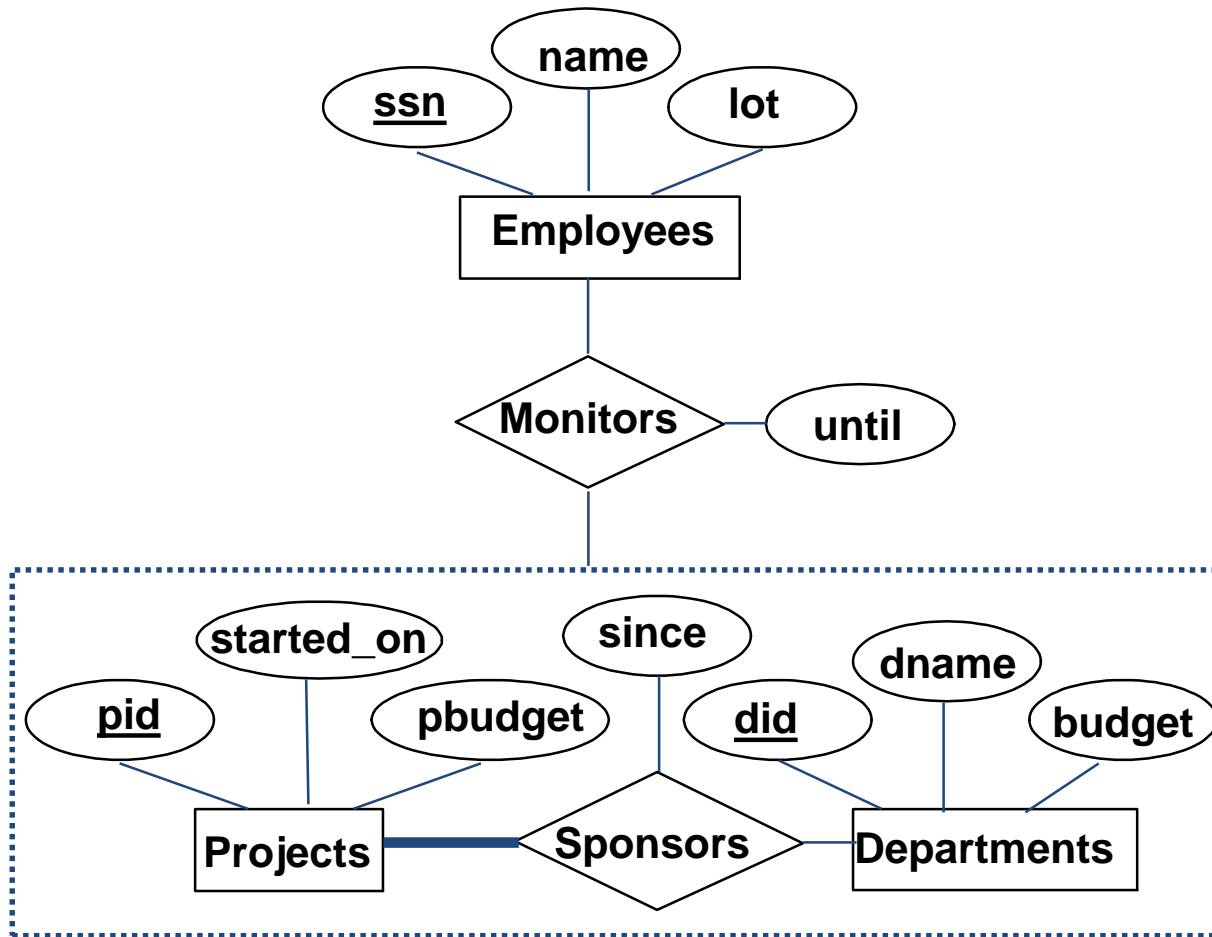 name
ssn
lot
Employees
Monitors
until
started_on
since
dname
pid
pbudget
did
budget
Projects
Sponsors
Departments